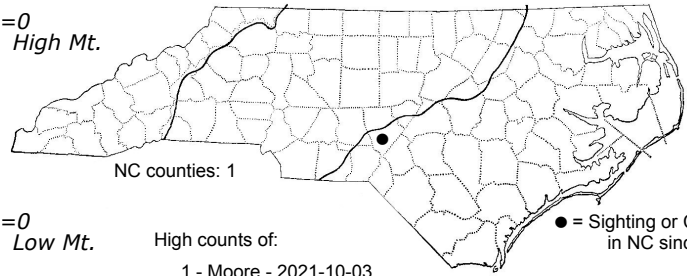 =0
High Mt.
NC counties: 1
=0
Low Mt.
High counts of:
1 - Moore - 2021-10-03
● = Sighting or
in NC